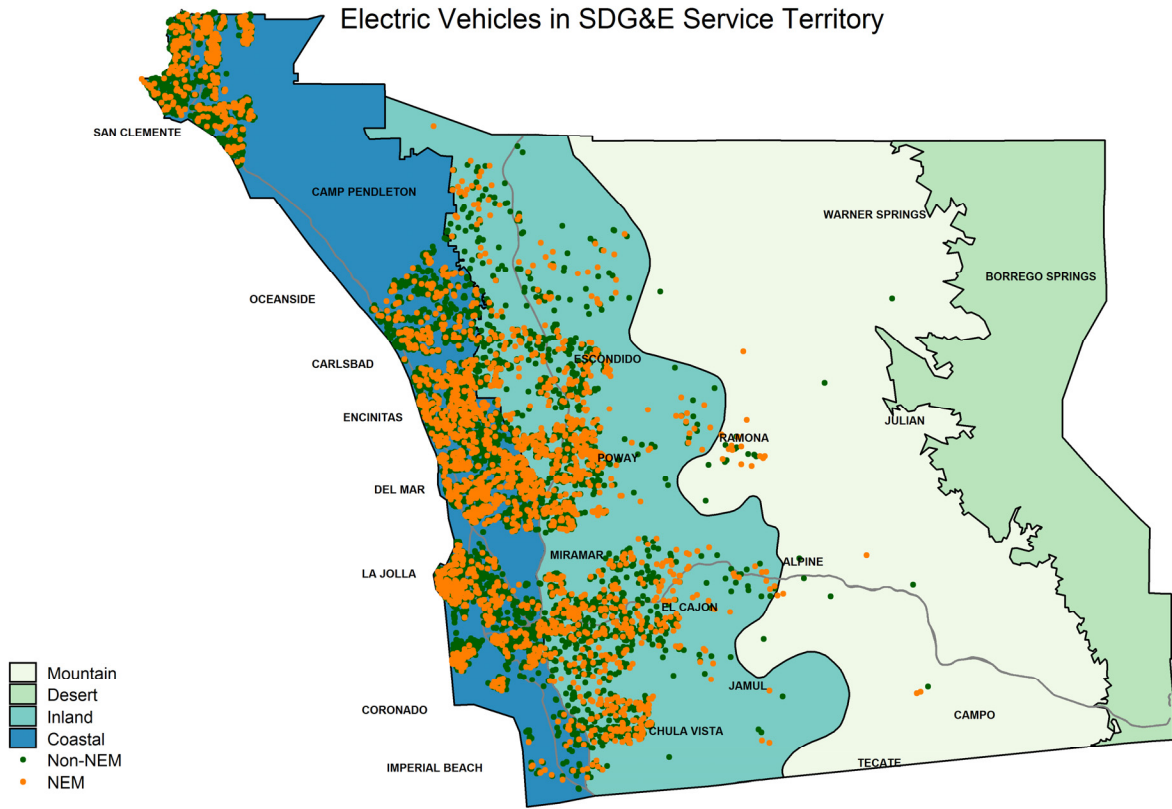 Electric Vehicles in SDG&E Service Territory
SAN CLEMENTE
CAMP PENDLETON
WARNER SPRINGS
BORREGO SPRINGS
OCEANSIDE
CARLSBAD
ESCONDIDO
ENCINITAS
JULIAN
RAMONA
POWAY
DEL MAR
MIRAMAR
ALPINE
LA JOLLA
EL CAJON
JAMUL
CORONADO
CAMPO
CHULA VISTA
IMPERIAL BEACH
TECATE
Mountain
Desert
Inland
Coastal
Non-NEM
NEM